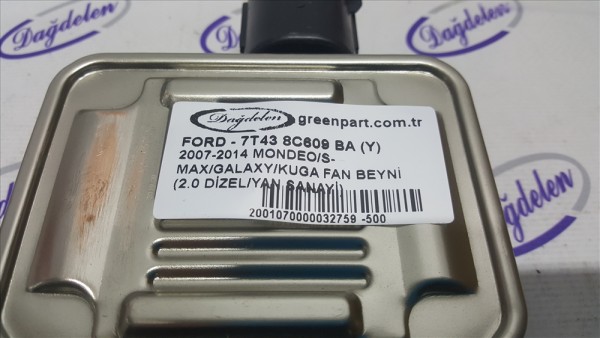 Dağdelen
Dağdelen
Dağdelen
greenpart.com.tr
FORD - 7T43 8C609 BA (Y)
2007-2014 MONDEO/S-
MAX/GALAXY/KUGA FAN BEYNİ
(2.0 DİZEL/YAN SANAYİ)
2001070000032759 -500
Dağdelen
Dağdelen